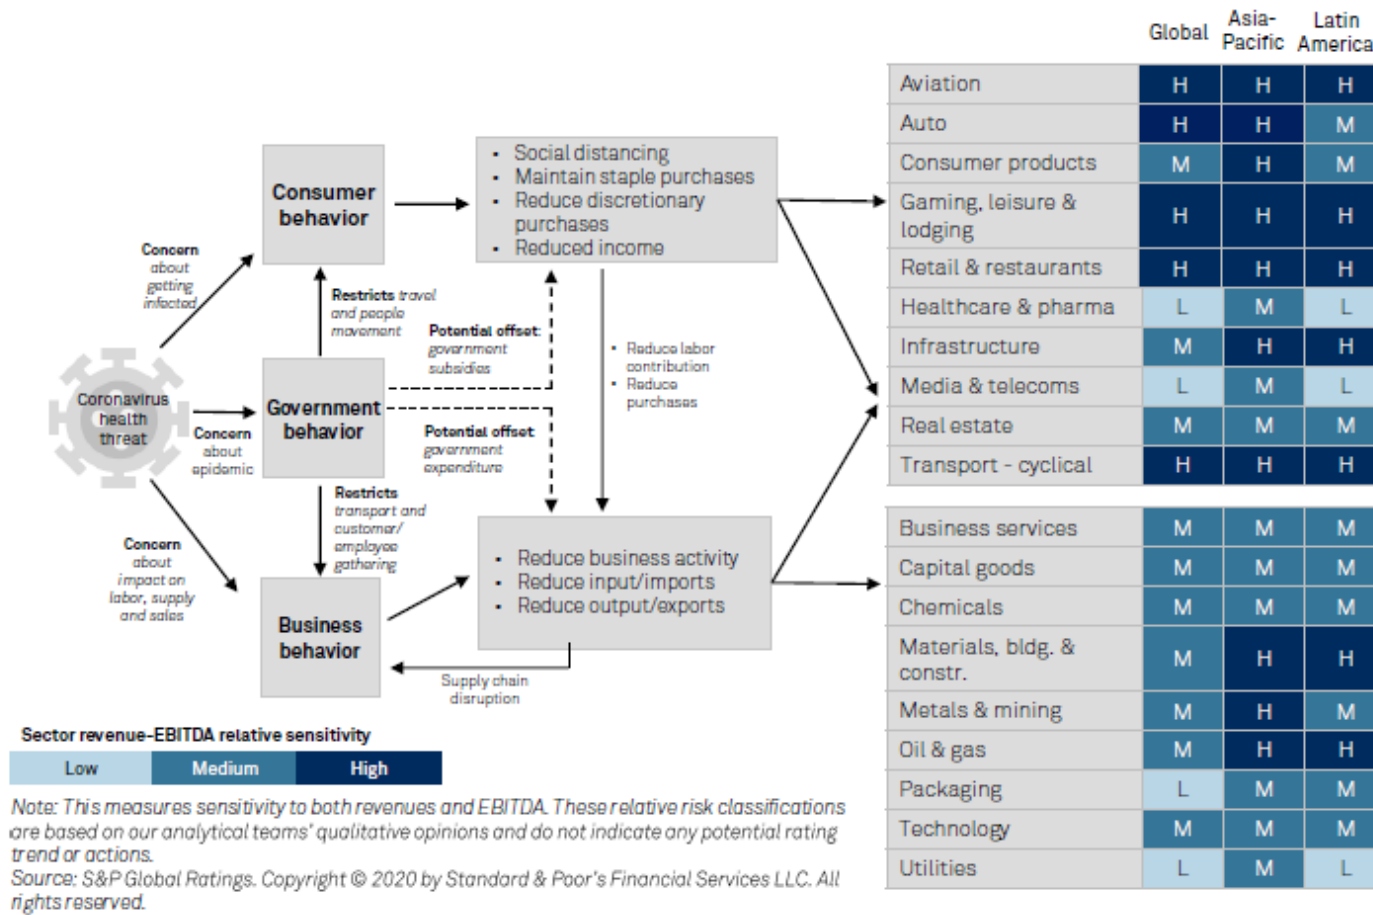 Global
Asia-
Pacific
Latin
America
Aviation H H H
Auto H H M
Consumer products M H M
Gaming, leisure &
lodging H H H
Retail & restaurants H H H
Healthcare & pharma L M L
Infrastructure M H H
Media & telecoms L M L
Real estate M M M
Transport - cyclical H H H
Business services M M M
Capital goods M M M
Chemicals M M M
Materials, bldg. &
constr. M H H
Metals & mining M H M
Oil & gas M H H
Packaging L M M
Technology M M M
Utilities L M L
Coronavirus
health
threat
Concern
about
getting
infected
Concern
about
epidemic
Concern
about
impact on
labor, supply
and sales
Consumer
behavior
Restricts travel
and people
movement
Government
behavior
Restricts
transport and
customer/
employee
gathering
Business
behavior
• Social distancing
• Maintain staple purchases
• Reduce discretionary
purchases
• Reduced income
Potential offset:
government
subsidies
Potential offset:
government
expenditure
• Reduce labor
contribution
• Reduce
purchases
• Reduce business activity
• Reduce input/imports
• Reduce output/exports
Supply chain
disruption
Sector revenue-EBITDA relative sensitivity
Low Medium High
Note: This measures sensitivity to both revenues and EBITDA. These relative risk classifications
are based on our analytical teams' qualitative opinions and do not indicate any potential rating
trend or actions.
Source: S&P Global Ratings. Copyright © 2020 by Standard & Poor's Financial Services LLC. All
rights reserved.